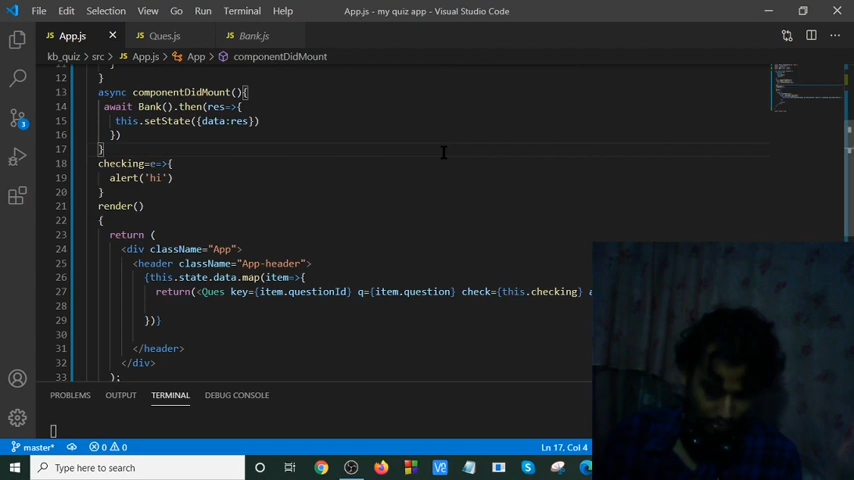 File Edit Selection View Go Run Terminal Help App.js - my quiz app - Visual Studio Code
App.js Ques.js Bank.js
kb_quiz > src > App.js > App > componentDidMount
12 }
13 async componentDidMount(){
14 await Bank().then(res=>{
15 this.setState({data:res})
16 })
17 }
18 checking=e=>{
19 alert('hi')
20 }
21 render()
22 {
23 return (
24 <div className="App">
25 <header className="App-header">
26 {this.state.data.map(item=>{
27 return(<Ques key={item.questionId} q={item.question} check={this.checking} a
28
29 })}
30
31 </header>
32 </div>
33 );
3
PROBLEMS OUTPUT TERMINAL DEBUG CONSOLE
master* 0 0 Ln 17, Col 4
Type here to search